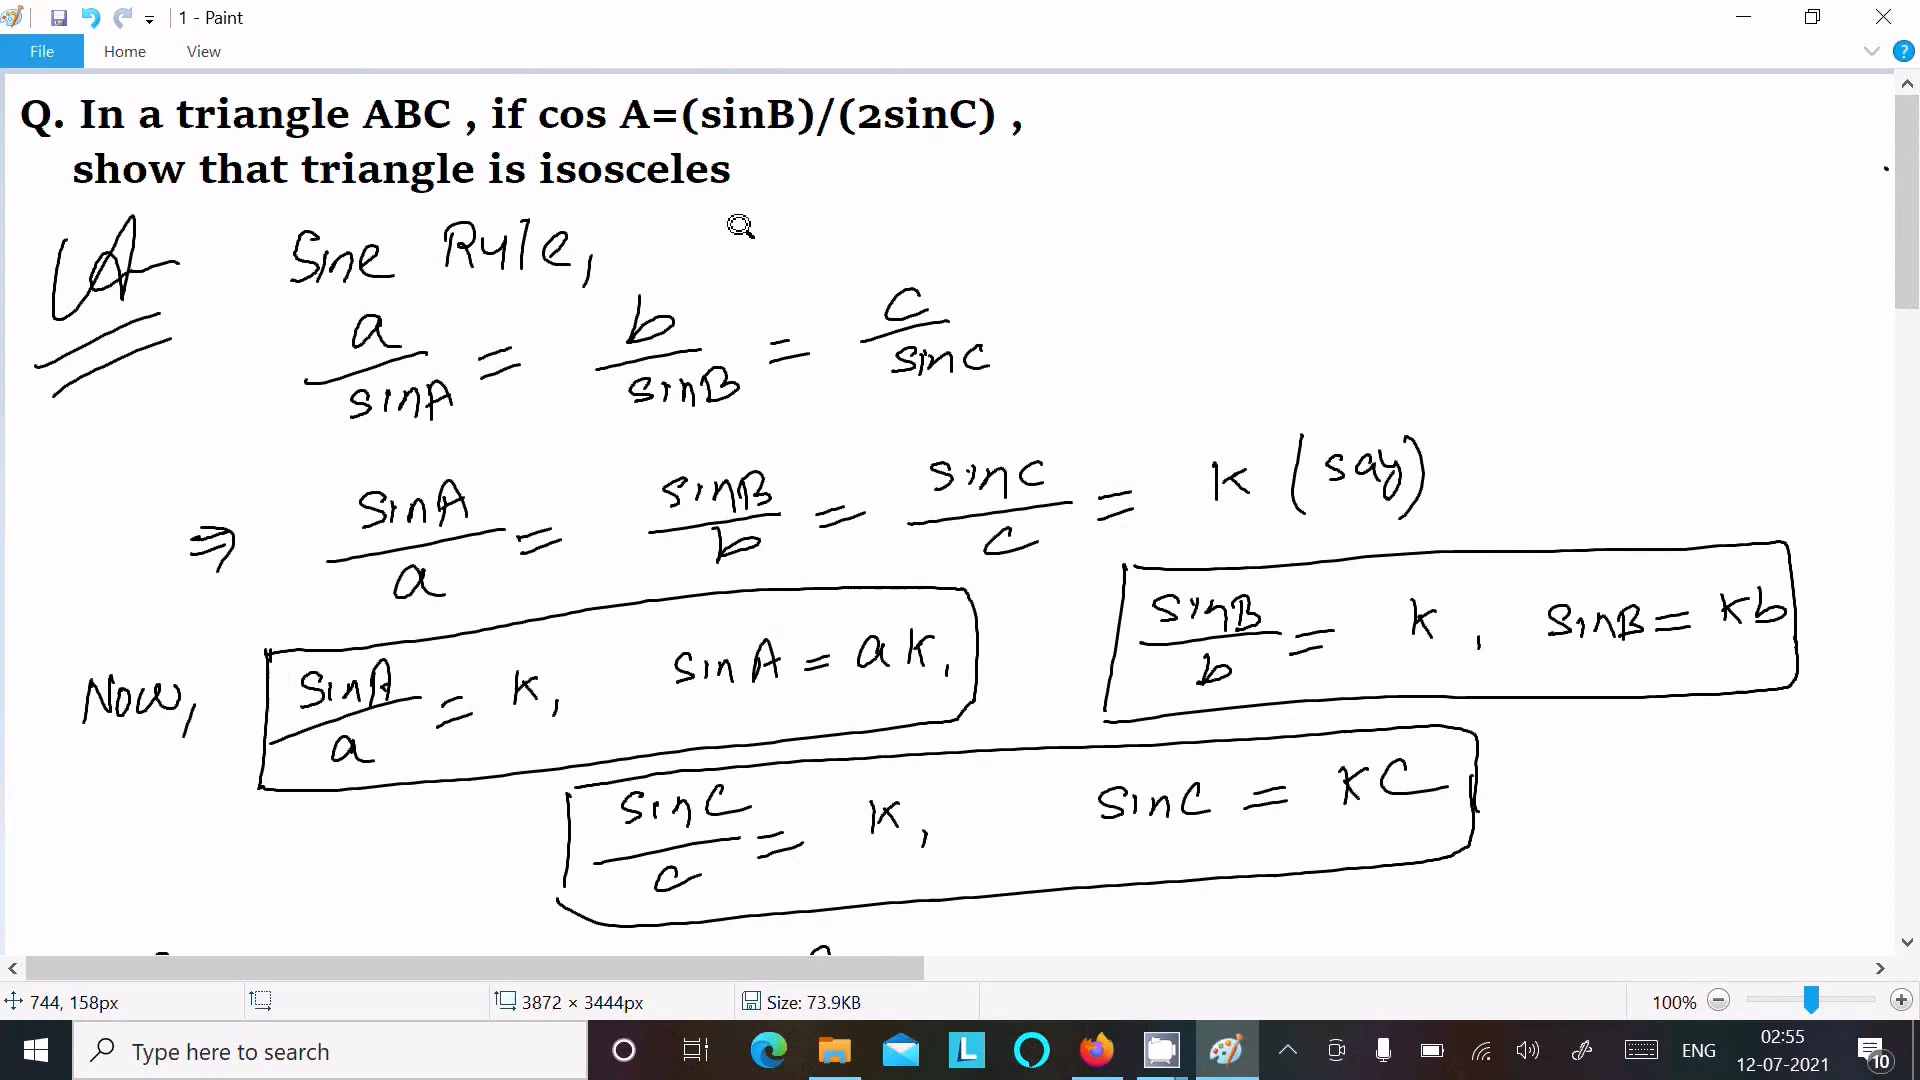 1 - Paint
File Home View
Q. In a triangle ABC , if cos A=(sinB)/(2sinC) ,
show that triangle is isosceles
Sine Rule,
a/sinA = b/sinB = c/sinC
⇒ sinA/a = sinB/b = sinC/c = K (say)
Now, sinA/a = K, sinA = aK,
sinB/b = K, sinB = Kb
sinC/c = K, sinC = KC
744, 158px 3872 × 3444px Size: 73.9KB 100%
Type here to search
L
ENG
02:55
12-07-2021
10